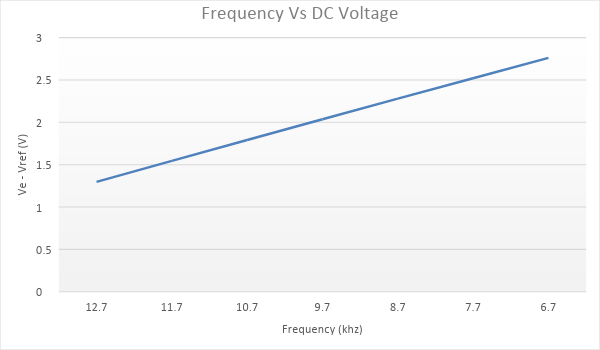 Frequency Vs DC Voltage
3
2.5
2
1.5
1
0.5
0
Ve - Vref (V)
12.7 11.7 10.7 9.7 8.7 7.7 6.7
Frequency (khz)